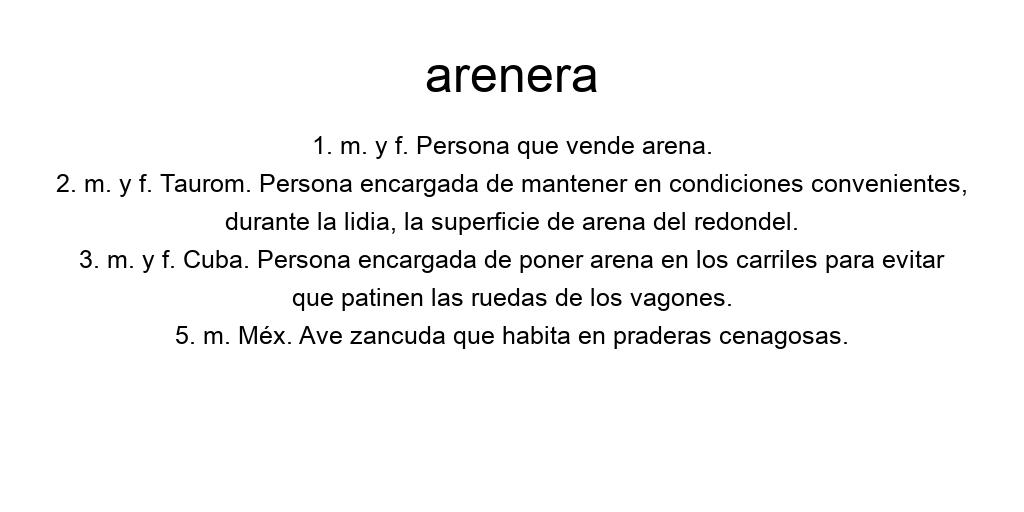 arenera
1. m. y f. Persona que vende arena.
2. m. y f. Taurom. Persona encargada de mantener en condiciones convenientes,
durante la lidia, la superficie de arena del redondel.
3. m. y f. Cuba. Persona encargada de poner arena en los carriles para evitar
que patinen las ruedas de los vagones.
5. m. Méx. Ave zancuda que habita en praderas cenagosas.